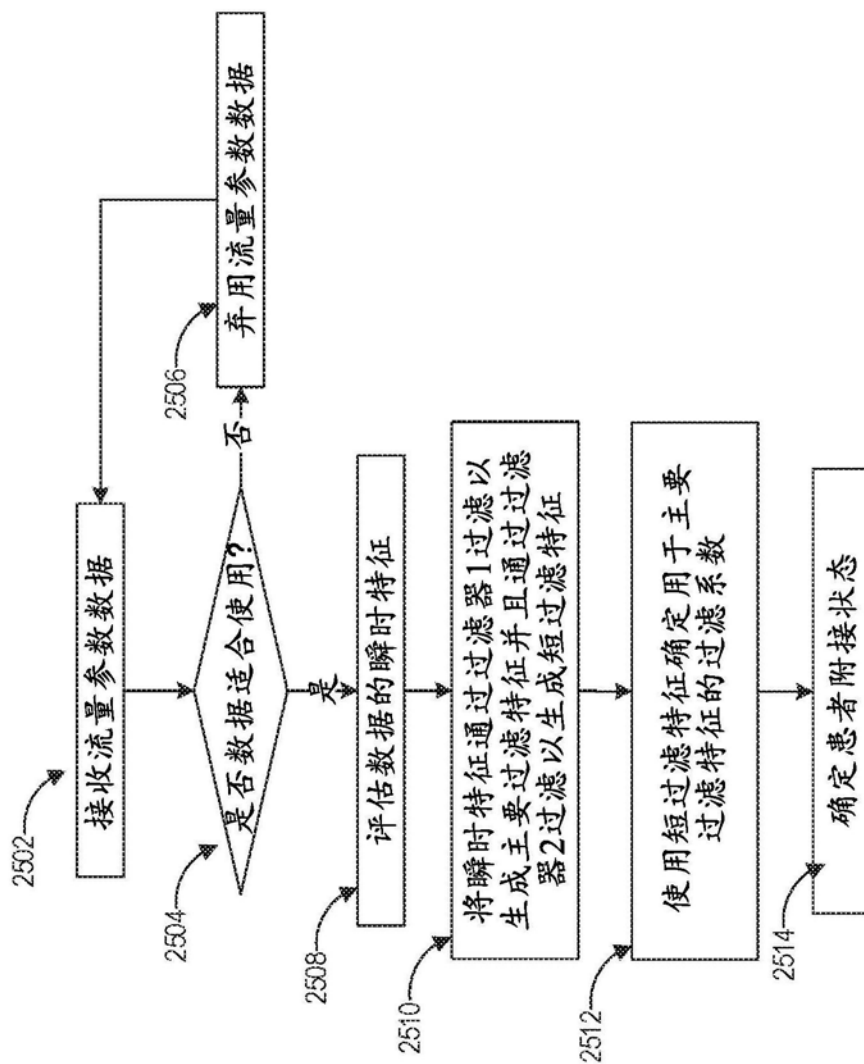 2502
接收流量参数数据
2504
是否数据适合使用?
否
2506
弃用流量参数数据
是
2508
评估数据的瞬时特征
2510
将瞬时特征通过过滤器1过滤以
生成主要过滤特征并且通过过滤
器2过滤以生成短过滤特征
2512
使用短过滤特征确定用于主要
过滤特征的过滤系数
2514
确定患者附接状态